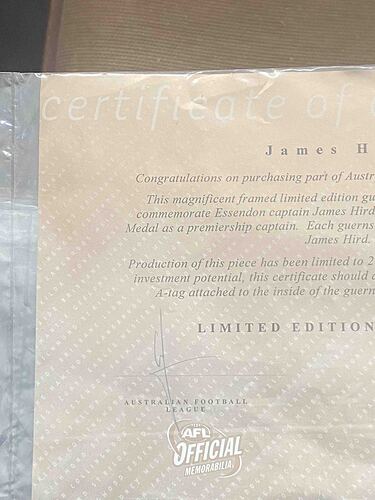 certificate of
James H
Congratulations on purchasing part of Austr
This magnificent framed limited edition gu
commemorate Essendon captain James Hird
Medal as a premiership captain. Each guerns
James Hird.
Production of this piece has been limited to 2
investment potential, this certificate should a
A-tag attached to the inside of the guern
LIMITED EDITION
AUSTRALIAN FOOTBALL
LEAGUE
AFL
OFFICIAL
MEMORABILIA